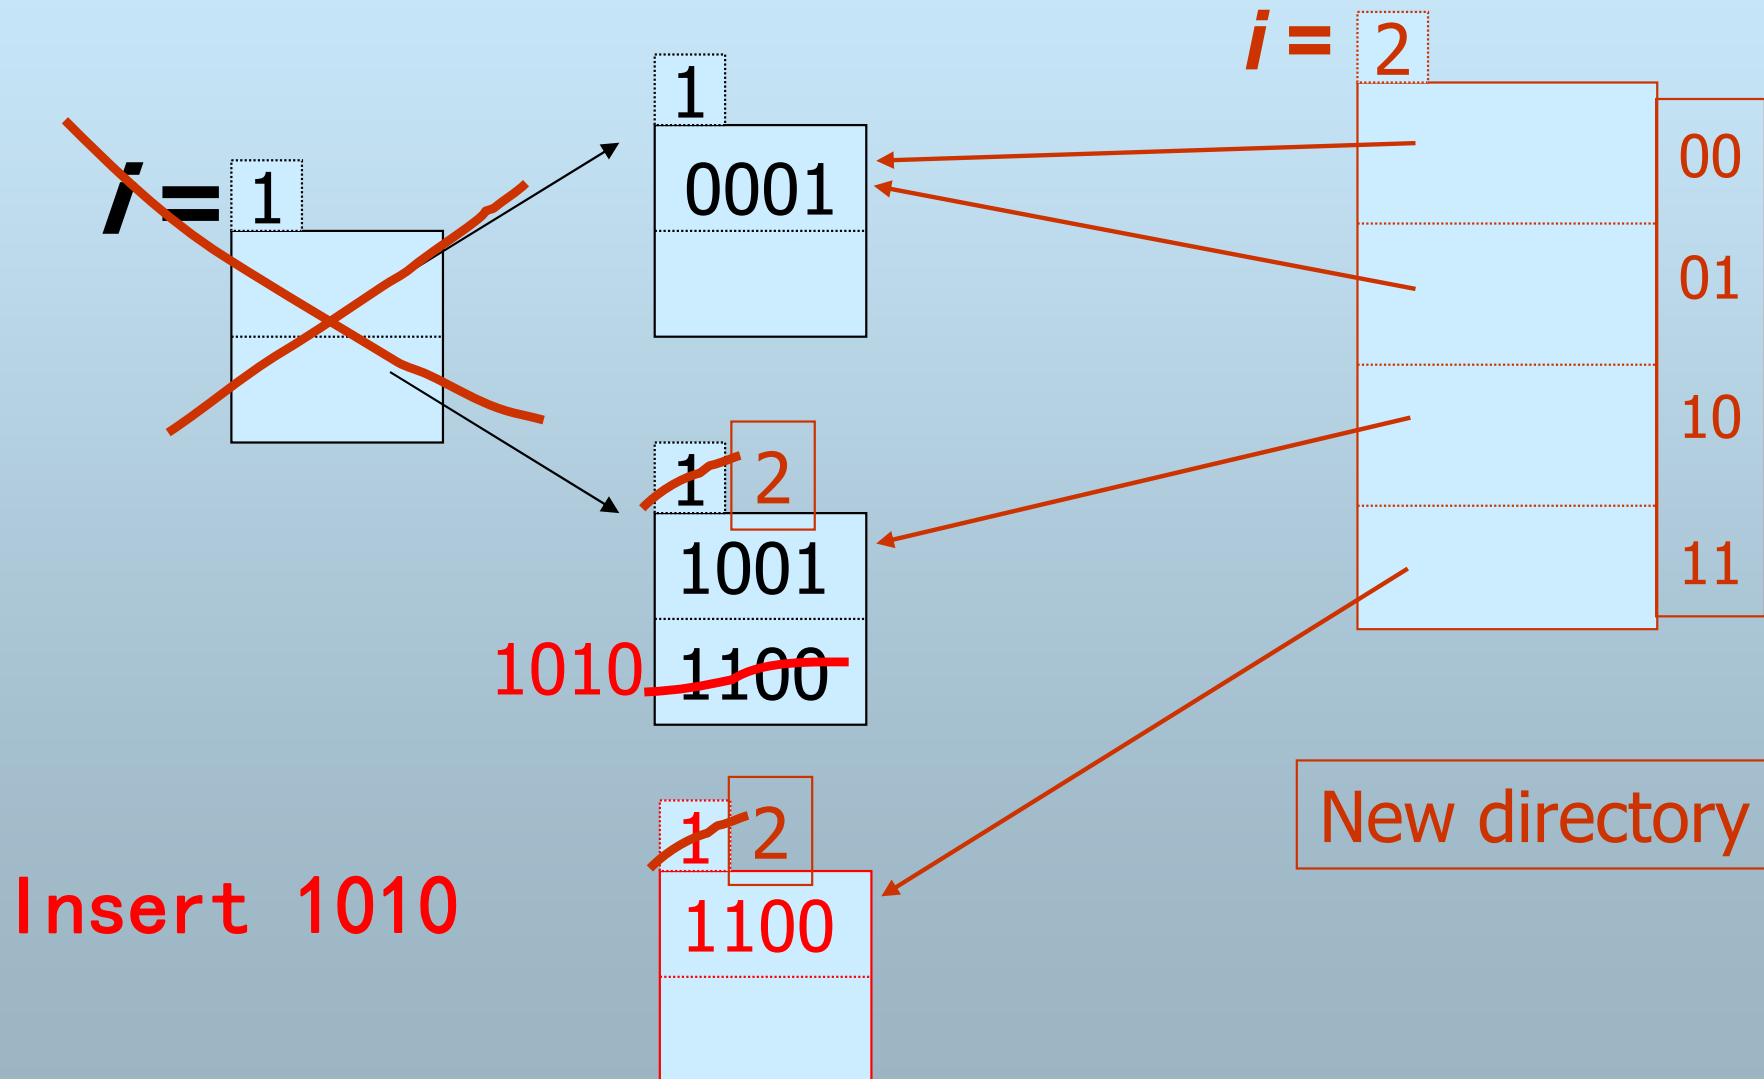 i = 1
1
0001
1 2
1001
1010 1100
1 2
1100
Insert 1010
i = 2
00
01
10
11
New directory